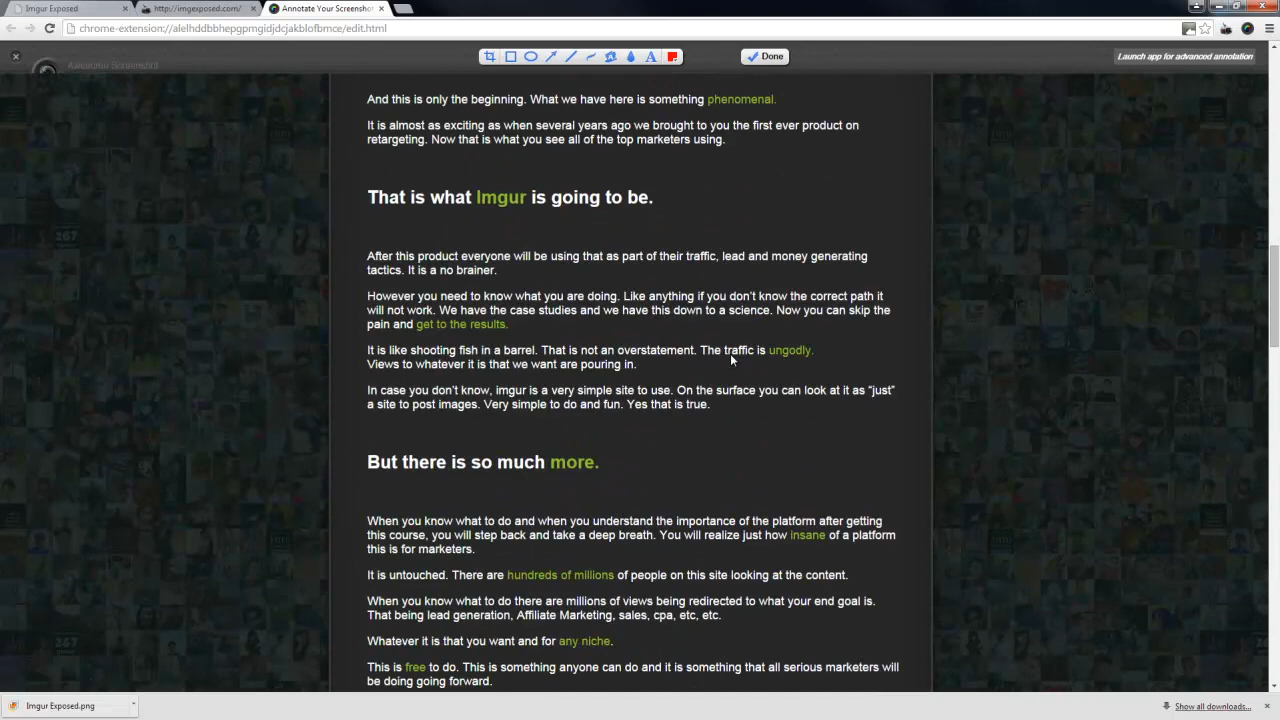 Imgur Exposed
http://imgexposed.com/
Annotate Your Screenshot
chrome-extension://alelhddbbhepgpmgidjdcjakblofbmce/edit.html
Awesome Screenshot
A
Done
Launch app for advanced annotation
And this is only the beginning. What we have here is something phenomenal.
It is almost as exciting as when several years ago we brought to you the first ever product on
retargeting. Now that is what you see all of the top marketers using.
That is what Imgur is going to be.
After this product everyone will be using that as part of their traffic, lead and money generating
tactics. It is a no brainer.
However you need to know what you are doing. Like anything if you don't know the correct path it
will not work. We have the case studies and we have this down to a science. Now you can skip the
pain and get to the results.
It is like shooting fish in a barrel. That is not an overstatement. The traffic is ungodly.
Views to whatever it is that we want are pouring in.
In case you don't know, imgur is a very simple site to use. On the surface you can look at it as "just"
a site to post images. Very simple to do and fun. Yes that is true.
But there is so much more.
When you know what to do and when you understand the importance of the platform after getting
this course, you will step back and take a deep breath. You will realize just how insane of a platform
this is for marketers.
It is untouched. There are hundreds of millions of people on this site looking at the content.
When you know what to do there are millions of views being redirected to what your end goal is.
That being lead generation, Affiliate Marketing, sales, cpa, etc, etc.
Whatever it is that you want and for any niche.
This is free to do. This is something anyone can do and it is something that all serious marketers will
be doing going forward.
Imgur Exposed.png
Show all downloads...